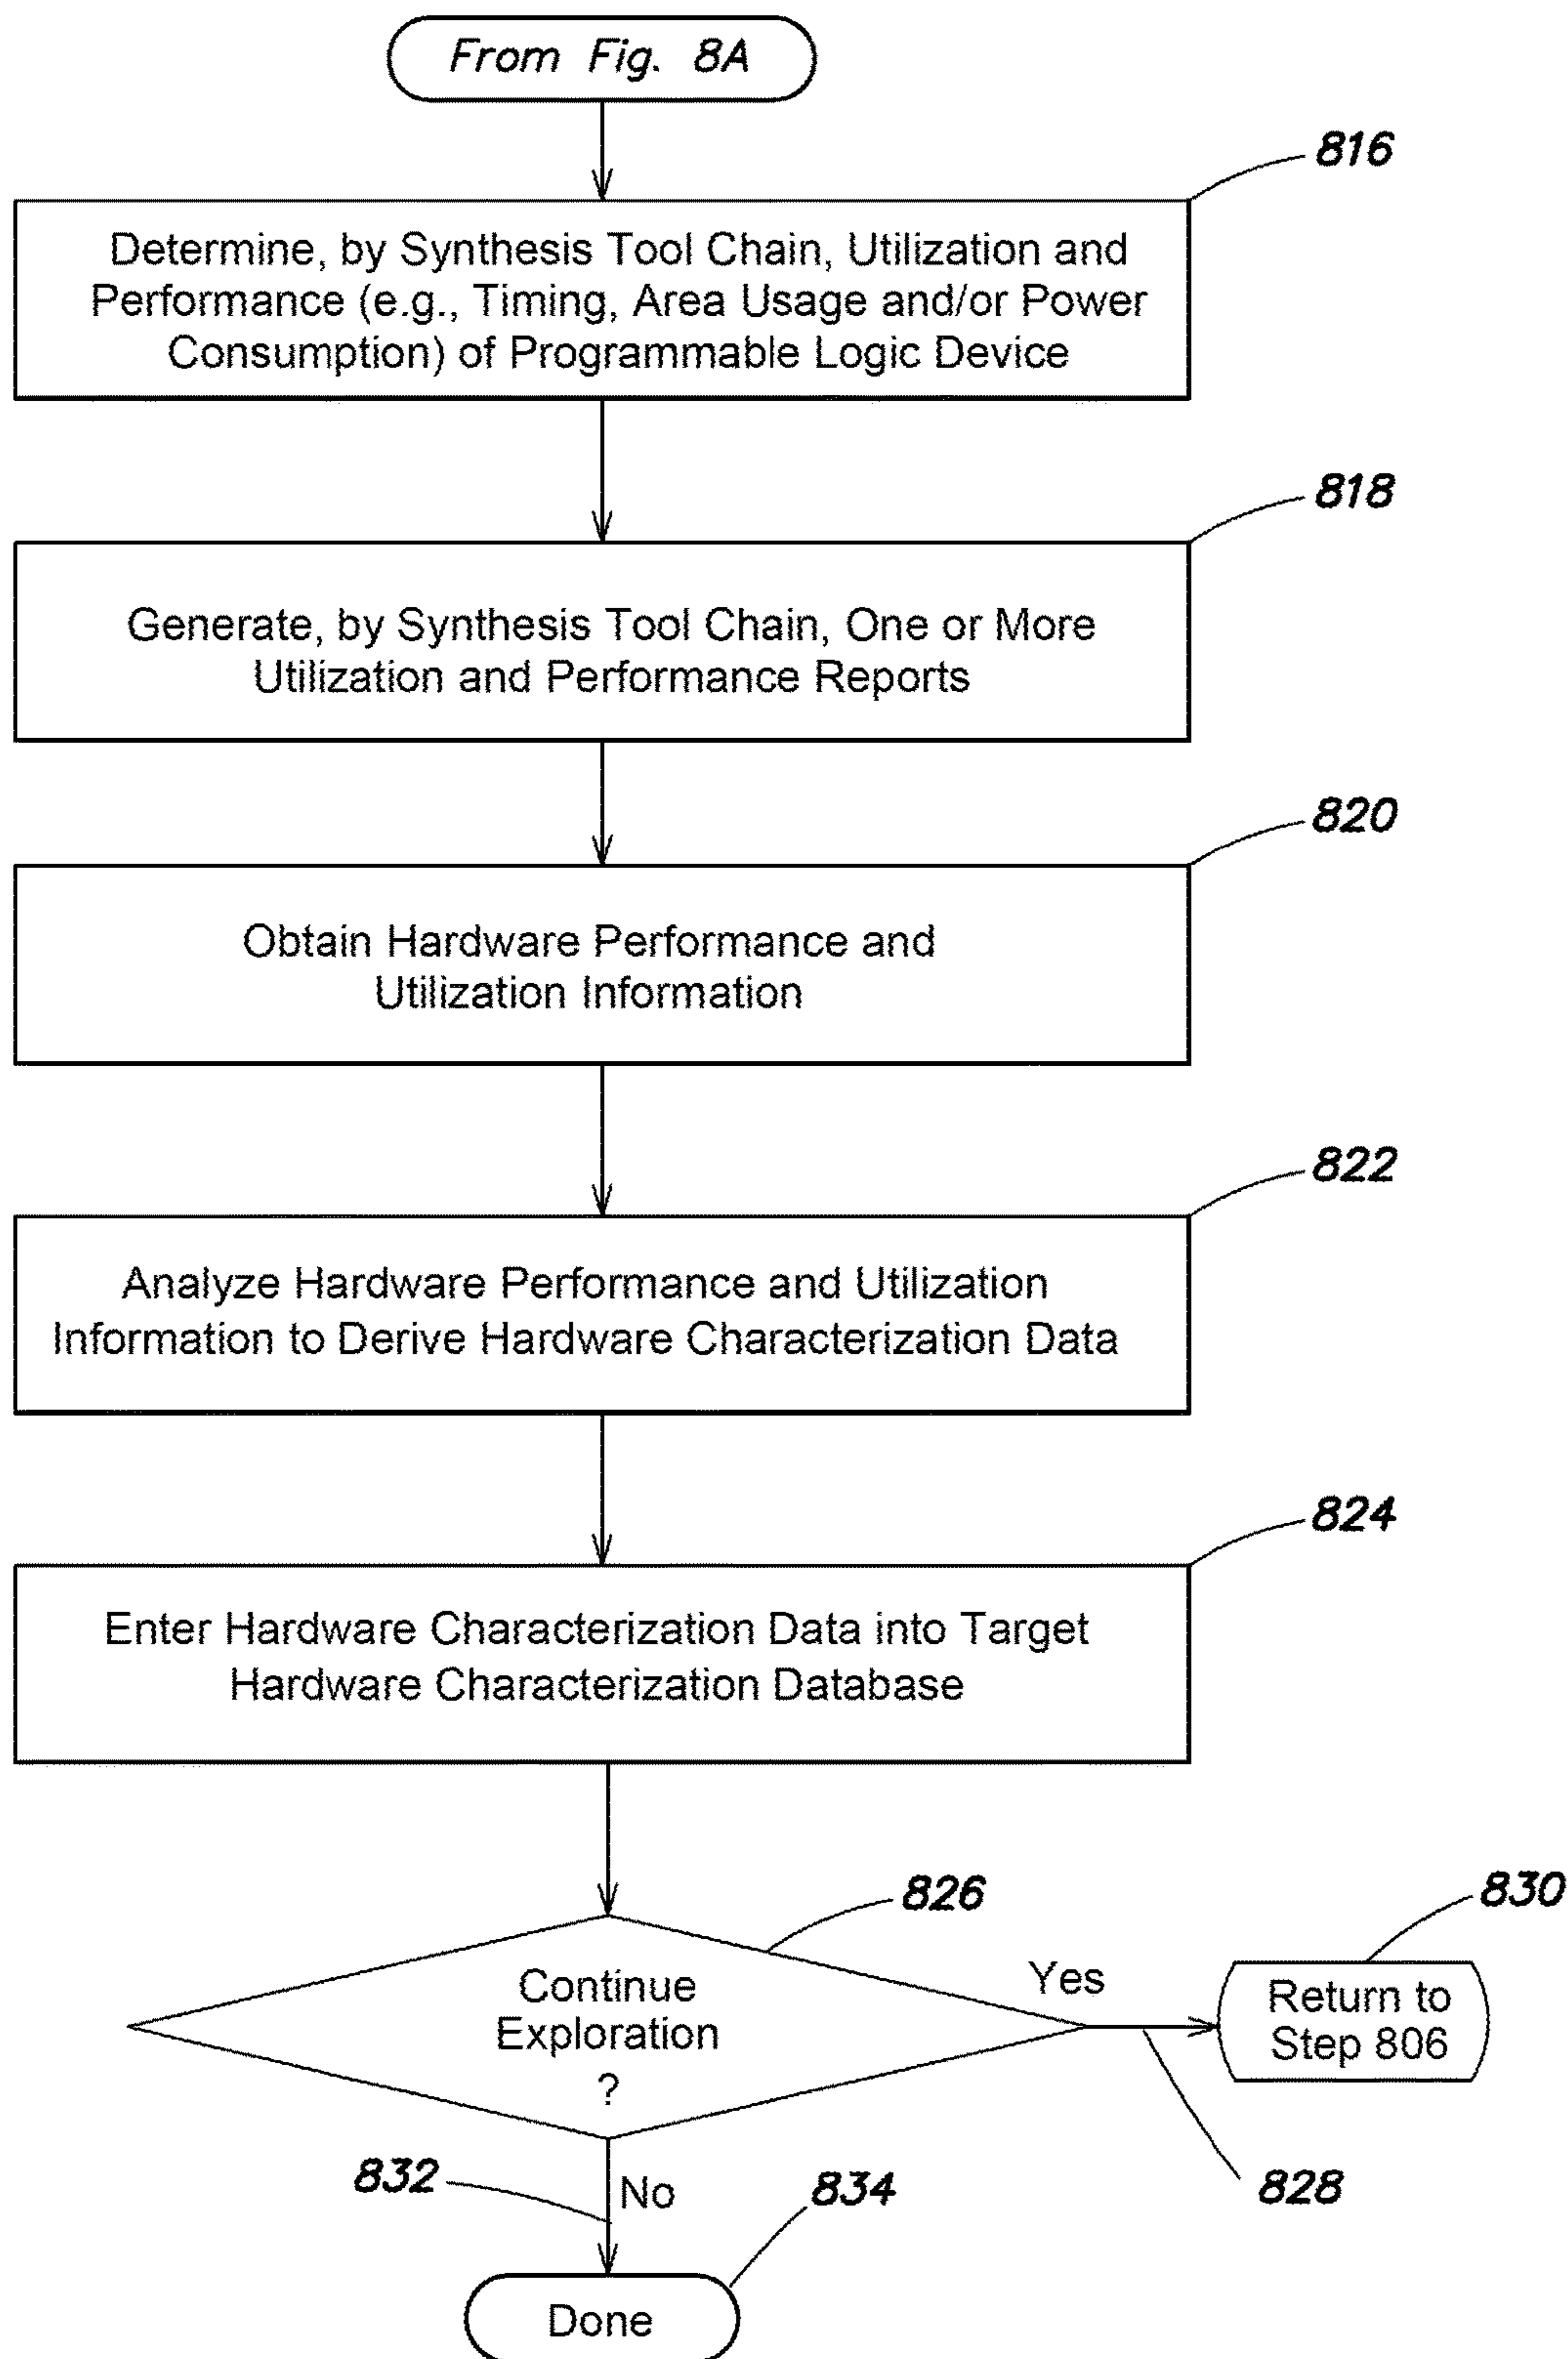 From Fig. 8A
816
Determine, by Synthesis Tool Chain, Utilization and
Performance (e.g., Timing, Area Usage and/or Power
Consumption) of Programmable Logic Device
818
Generate, by Synthesis Tool Chain, One or More
Utilization and Performance Reports
820
Obtain Hardware Performance and
Utilization Information
822
Analyze Hardware Performance and Utilization
Information to Derive Hardware Characterization Data
824
Enter Hardware Characterization Data into Target
Hardware Characterization Database
826
830
Continue
Exploration
?
Yes
Return to
Step 806
828
832
No
834
Done